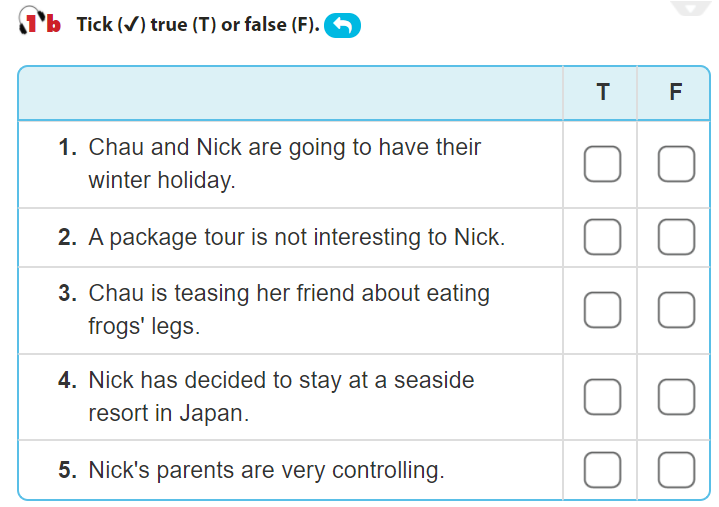 1b Tick (✓) true (T) or false (F).
T F
1. Chau and Nick are going to have their
winter holiday.
2. A package tour is not interesting to Nick.
3. Chau is teasing her friend about eating
frogs' legs.
4. Nick has decided to stay at a seaside
resort in Japan.
5. Nick's parents are very controlling.